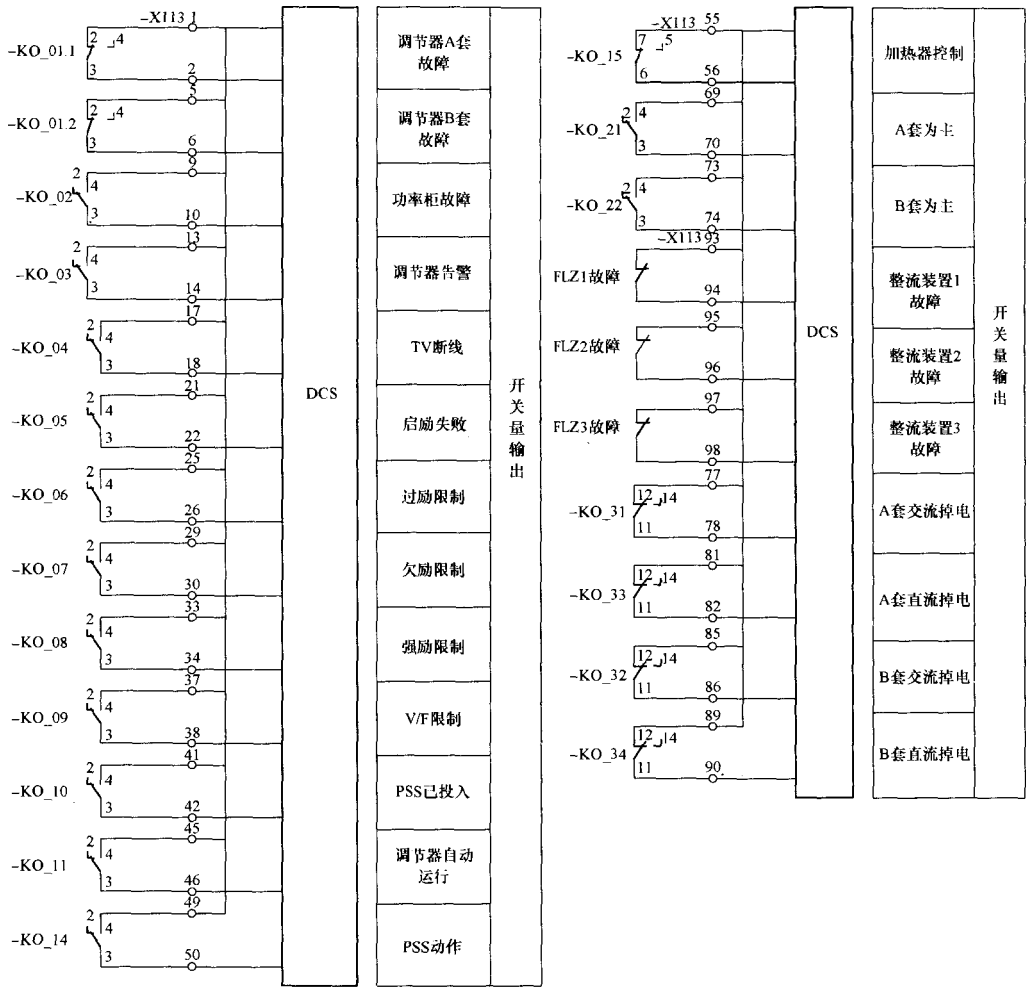 -X113 1
-KO_01.1
2
4
3
2
调节器A套
故障
5
-KO_01.2
2
4
3
6
调节器B套
故障
9
-KO_02
2
4
3
10
功率柜故障
13
-KO_03
2
4
3
14
调节器告警
17
-KO_04
2
4
3
18
TV断线
21
-KO_05
2
4
3
22
启励失败
25
-KO_06
2
4
3
26
过励限制
29
-KO_07
2
4
3
30
欠励限制
33
-KO_08
2
4
3
34
强励限制
37
-KO_09
2
4
3
38
V/F限制
41
-KO_10
2
4
3
42
PSS已投入
45
-KO_11
2
4
3
46
调节器自动
运行
49
-KO_14
2
4
3
50
PSS动作
DCS
开关量输出
-X113 55
-KO_15
7
5
6
56
加热器控制
69
-KO_21
2
4
3
70
A套为主
73
-KO_22
2
4
3
74
B套为主
-X113 93
FLZ1故障
94
整流装置1
故障
95
FLZ2故障
96
整流装置2
故障
97
FLZ3故障
98
整流装置3
故障
77
-KO_31
12
14
11
78
A套交流掉电
81
-KO_33
12
14
11
82
A套直流掉电
85
-KO_32
12
14
11
86
B套交流掉电
89
-KO_34
12
14
11
90
B套直流掉电
DCS
开关量输出